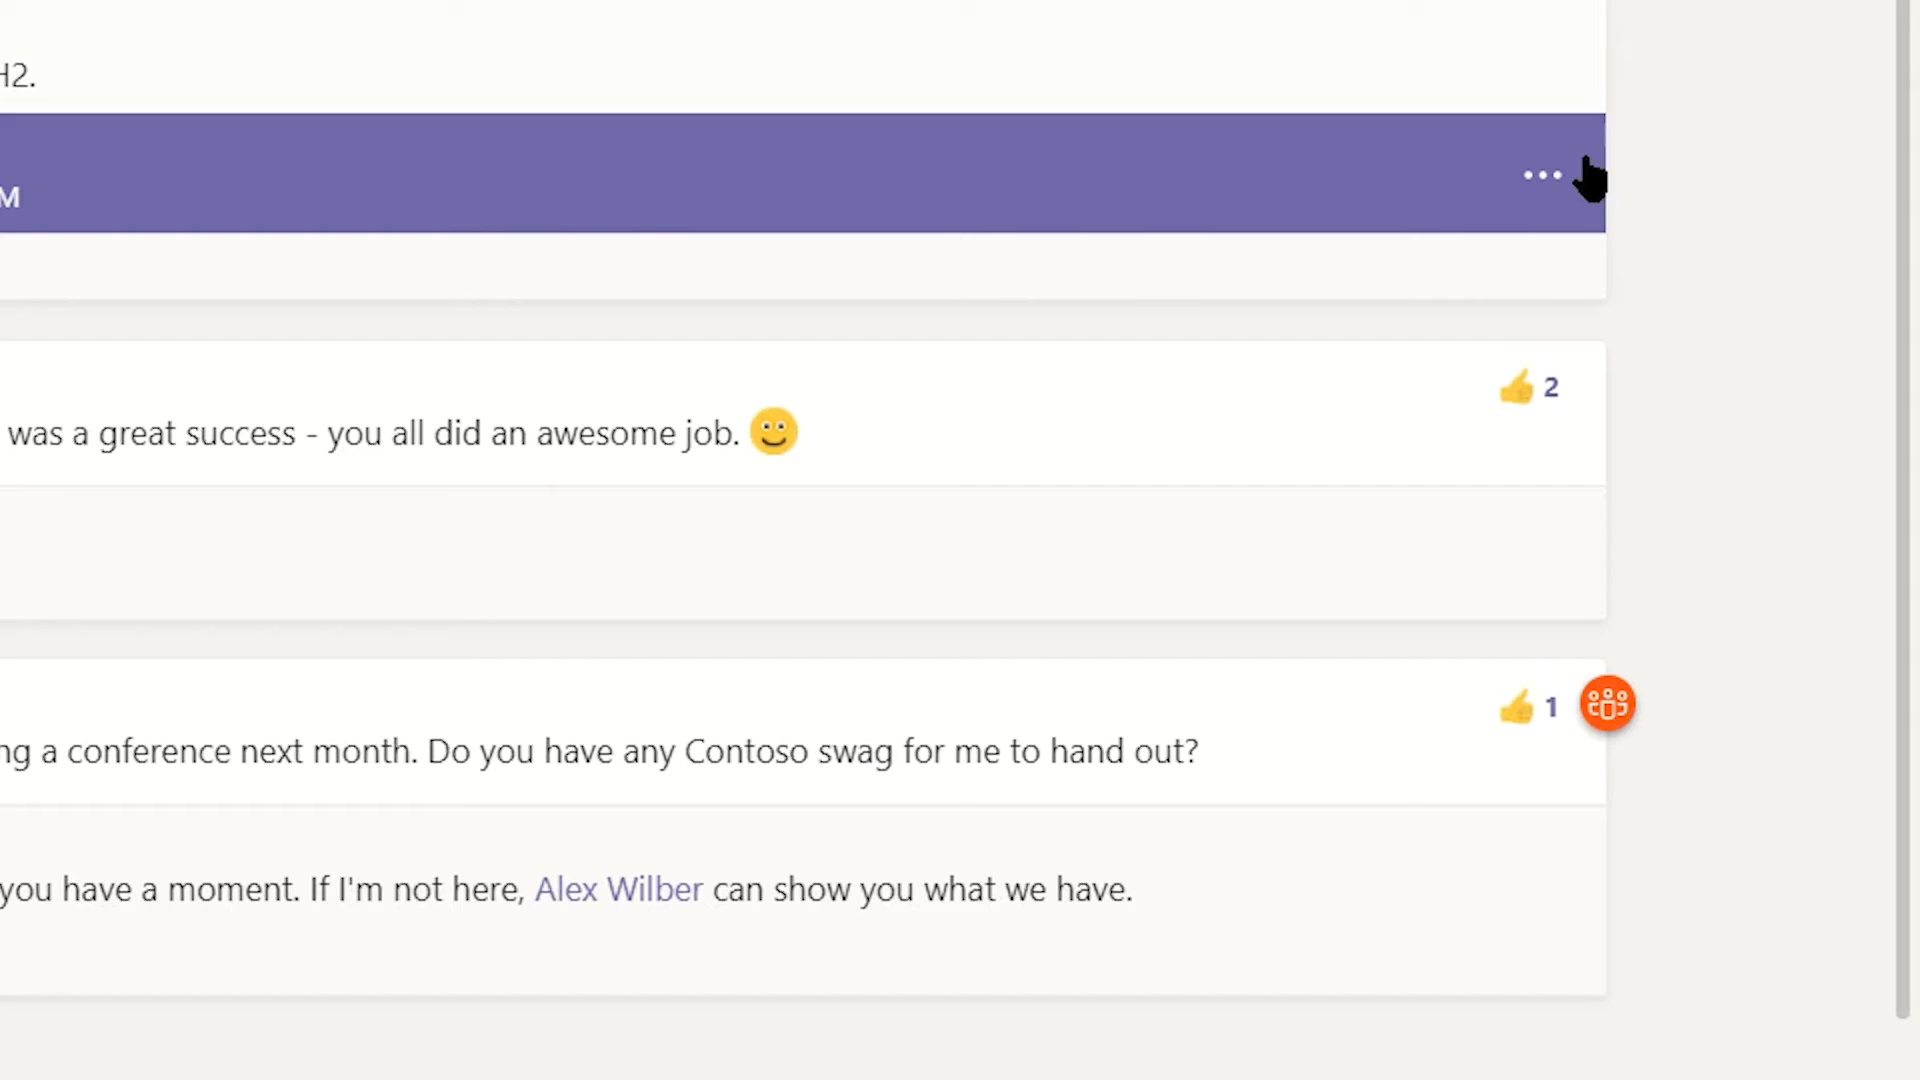 H2.
M
2
was a great success - you all did an awesome job.
1
ng a conference next month. Do you have any Contoso swag for me to hand out?
you have a moment. If I'm not here, Alex Wilber can show you what we have.